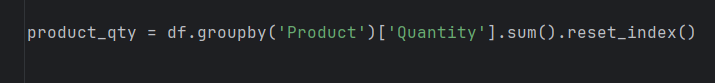 product_qty = df.groupby('Product')['Quantity'].sum().reset_index()